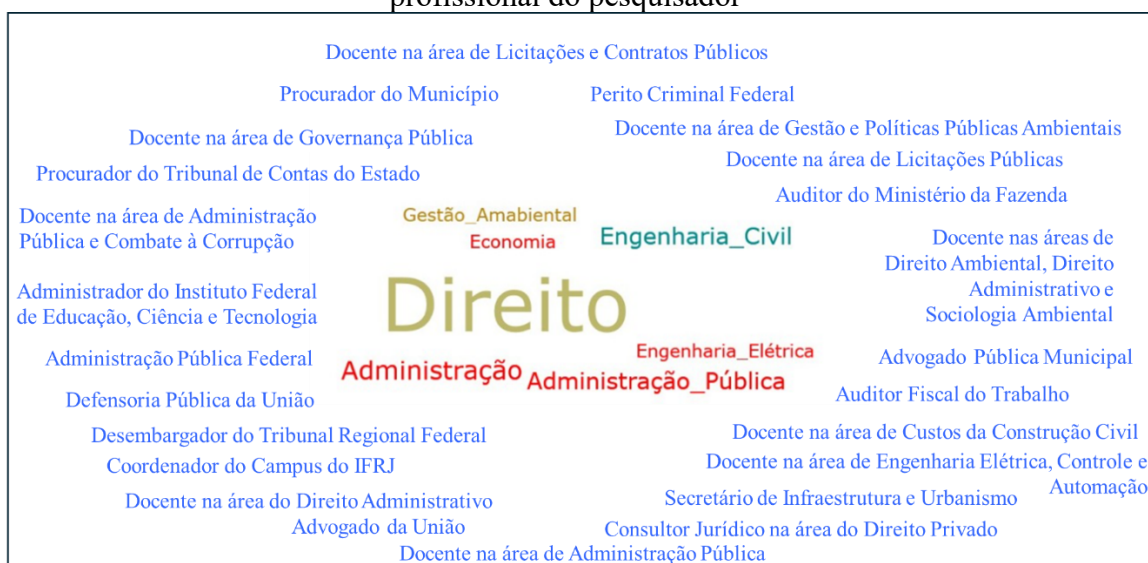 profissional do pesquisador
Docente na área de Licitações e Contratos Públicos
Procurador do Município
Perito Criminal Federal
Docente na área de Governança Pública
Docente na área de Gestão e Políticas Públicas Ambientais
Procurador do Tribunal de Contas do Estado
Docente na área de Licitações Públicas
Auditor do Ministério da Fazenda
Docente na área de Administração
Pública e Combate à Corrupção
Gestão_Amabiental
Economia
Engenharia_Civil
Docente nas áreas de
Direito Ambiental, Direito
Administrativo e
Sociologia Ambiental
Administrador do Instituto Federal
de Educação, Ciência e Tecnologia
Direito
Administração Pública Federal
Administração
Engenharia_Elétrica
Administração_Pública
Advogado Pública Municipal
Defensoria Pública da União
Auditor Fiscal do Trabalho
Desembargador do Tribunal Regional Federal
Docente na área de Custos da Construção Civil
Coordenador do Campus do IFRJ
Docente na área de Engenharia Elétrica, Controle e
Automação
Docente na área do Direito Administrativo
Secretário de Infraestrutura e Urbanismo
Advogado da União
Consultor Jurídico na área do Direito Privado
Docente na área de Administração Pública